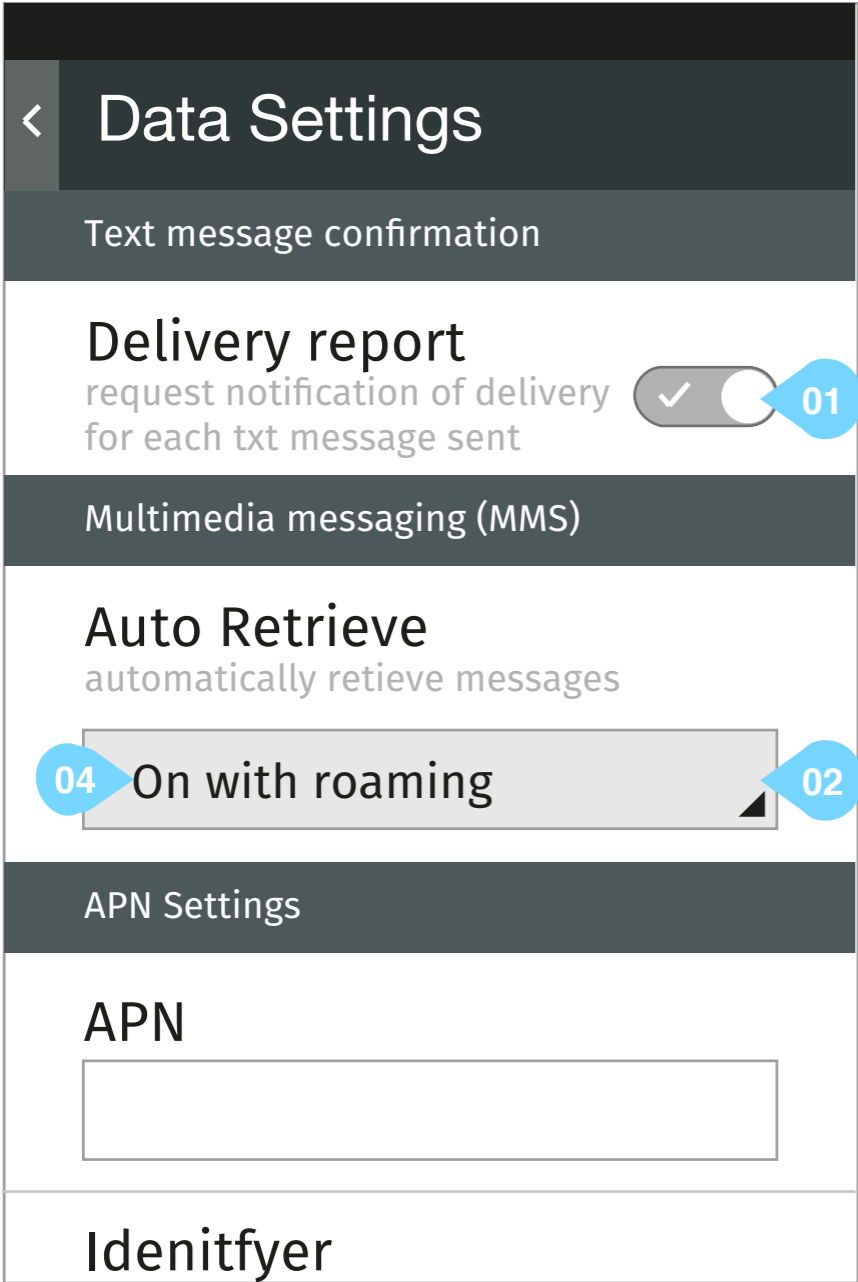 Data Settings
Text message confirmation
Delivery report
request notification of delivery
for each txt message sent
01
Multimedia messaging (MMS)
Auto Retrieve
automatically retieve messages
04 On with roaming 02
APN Settings
APN
Idenitfyer